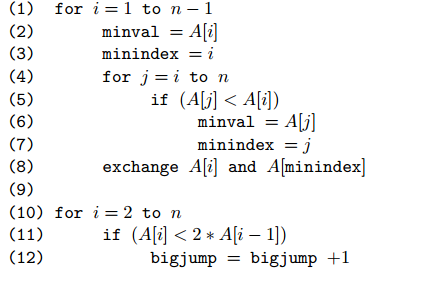 (1) for i = 1 to n − 1
(2) minval = A[i]
(3) minindex = i
(4) for j = i to n
(5) if (A[j] < A[i])
(6) minval = A[j]
(7) minindex = j
(8) exchange A[i] and A[minindex]
(9)
(10) for i = 2 to n
(11) if (A[i] < 2 * A[i − 1])
(12) bigjump = bigjump +1